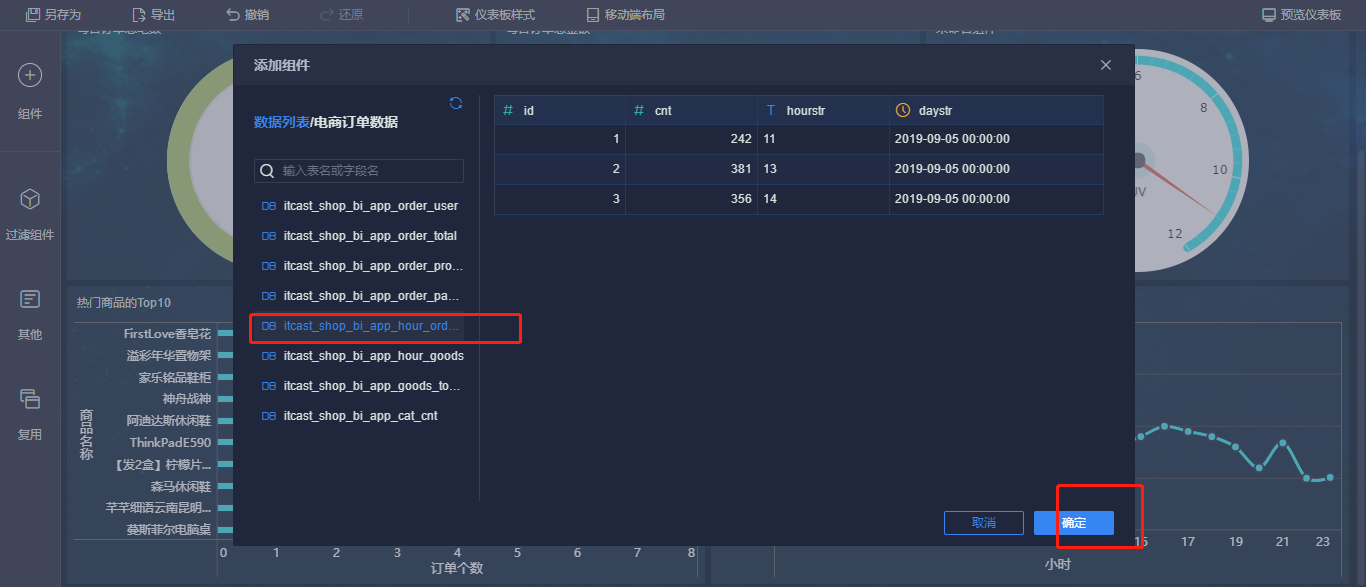 另存为 导出 撤销 还原 仪表板样式 移动端布局 预览仪表板
添加组件
组件
过滤组件
其他
复用
数据列表/电商订单数据
输入表名或字段名
itcast_shop_bi_app_order_user
itcast_shop_bi_app_order_total
itcast_shop_bi_app_order_pro...
itcast_shop_bi_app_order_pa...
itcast_shop_bi_app_hour_ord...
itcast_shop_bi_app_hour_goods
itcast_shop_bi_app_goods_to...
itcast_shop_bi_app_cat_cnt
# id # cnt T hourstr daystr
1 242 11 2019-09-05 00:00:00
2 381 13 2019-09-05 00:00:00
3 356 14 2019-09-05 00:00:00
取消 确定
6
8
10
12
热门商品的Top10
商品名称
FirstLove香皂花
溢彩年华置物架
家乐铭品鞋柜
神舟战神
阿迪达斯休闲鞋
ThinkPadE590
【发2盒】柠檬片...
森马休闲鞋
芊芊细语云南昆明...
蔓斯菲尔电脑桌
0 1 2 3 4 5 6 7 8
订单个数
15 17 19 21 23
小时